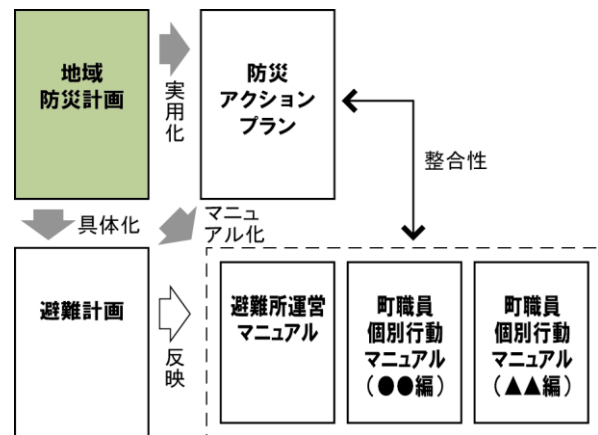 地域
防災計画
実用化
防災
アクション
プラン
整合性
具体化
マニュ
アル化
避難計画
反映
避難所運営
マニュアル
町職員
個別行動
マニュアル
（●●編）
町職員
個別行動
マニュアル
（▲▲編）